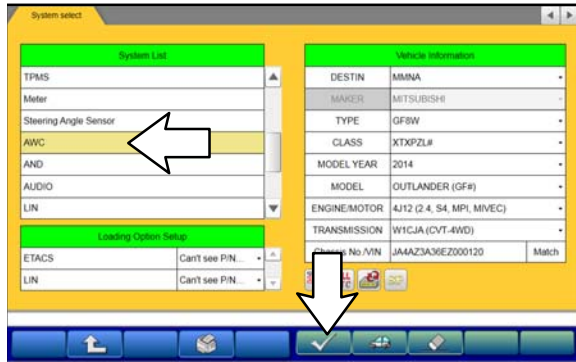 System select
System List
TPMS
Meter
Steering Angle Sensor
AWC
AND
AUDIO
LIN
Loading Option Setup
ETACS Can't see P/N...
LIN Can't see P/N...
Vehicle Information
DESTIN MMNA
MAKER MITSUBISHI
TYPE GF8W
CLASS XTXPZL#
MODEL YEAR 2014
MODEL OUTLANDER (GF#)
ENGINE/MOTOR 4J12 (2.4, S4, MPI, MIVEC)
TRANSMISSION W1CJA (CVT-4WD)
Chassis No./VIN JA4AZ3A36EZ000120 Match